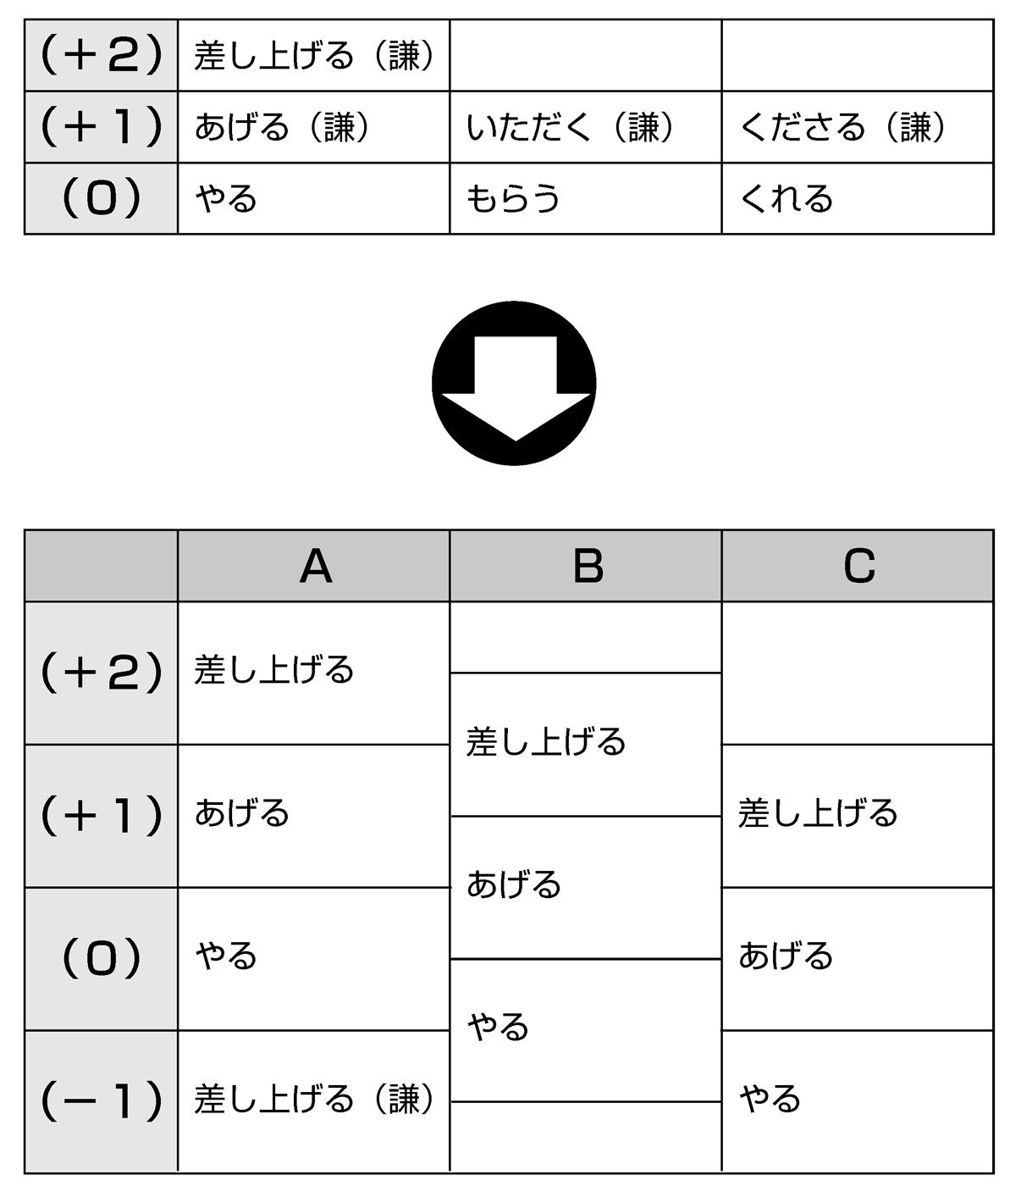 （＋２） 差し上げる（謙）
（＋１） あげる（謙） いただく（謙） くださる（謙）
（０） やる もらう くれる
A B C
（＋２） 差し上げる
差し上げる
（＋１） あげる 差し上げる
あげる
（０） やる あげる
やる
（－１） 差し上げる（謙） やる